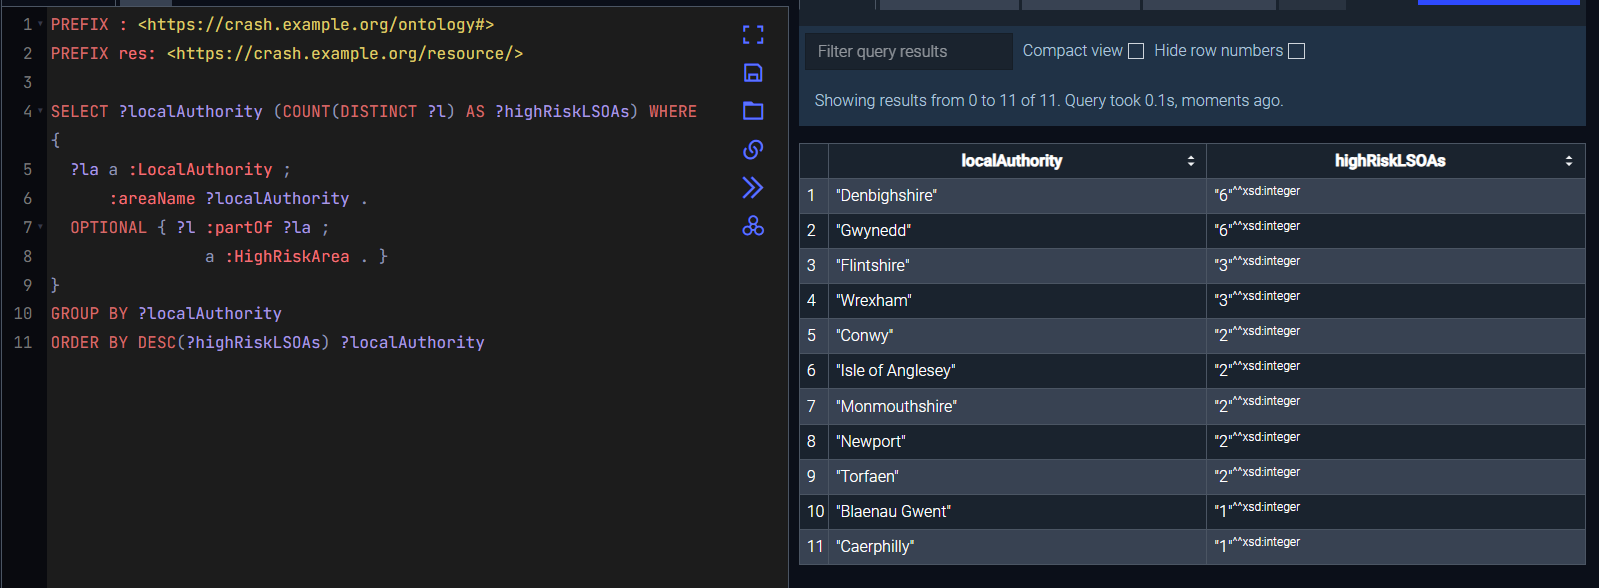 1 PREFIX : <https://crash.example.org/ontology#>
2 PREFIX res: <https://crash.example.org/resource/>
3
4 SELECT ?localAuthority (COUNT(DISTINCT ?l) AS ?highRiskLSOAs) WHERE
{
5 ?la a :LocalAuthority ;
6 :areaName ?localAuthority .
7 OPTIONAL { ?l :partOf ?la ;
8 a :HighRiskArea . }
9 }
10 GROUP BY ?localAuthority
11 ORDER BY DESC(?highRiskLSOAs) ?localAuthority
Filter query results Compact view Hide row numbers
Showing results from 0 to 11 of 11. Query took 0.1s, moments ago.
localAuthority highRiskLSOAs
1 "Denbighshire" "6"^^xsd:integer
2 "Gwynedd" "6"^^xsd:integer
3 "Flintshire" "3"^^xsd:integer
4 "Wrexham" "3"^^xsd:integer
5 "Conwy" "2"^^xsd:integer
6 "Isle of Anglesey" "2"^^xsd:integer
7 "Monmouthshire" "2"^^xsd:integer
8 "Newport" "2"^^xsd:integer
9 "Torfaen" "2"^^xsd:integer
10 "Blaenau Gwent" "1"^^xsd:integer
11 "Caerphilly" "1"^^xsd:integer